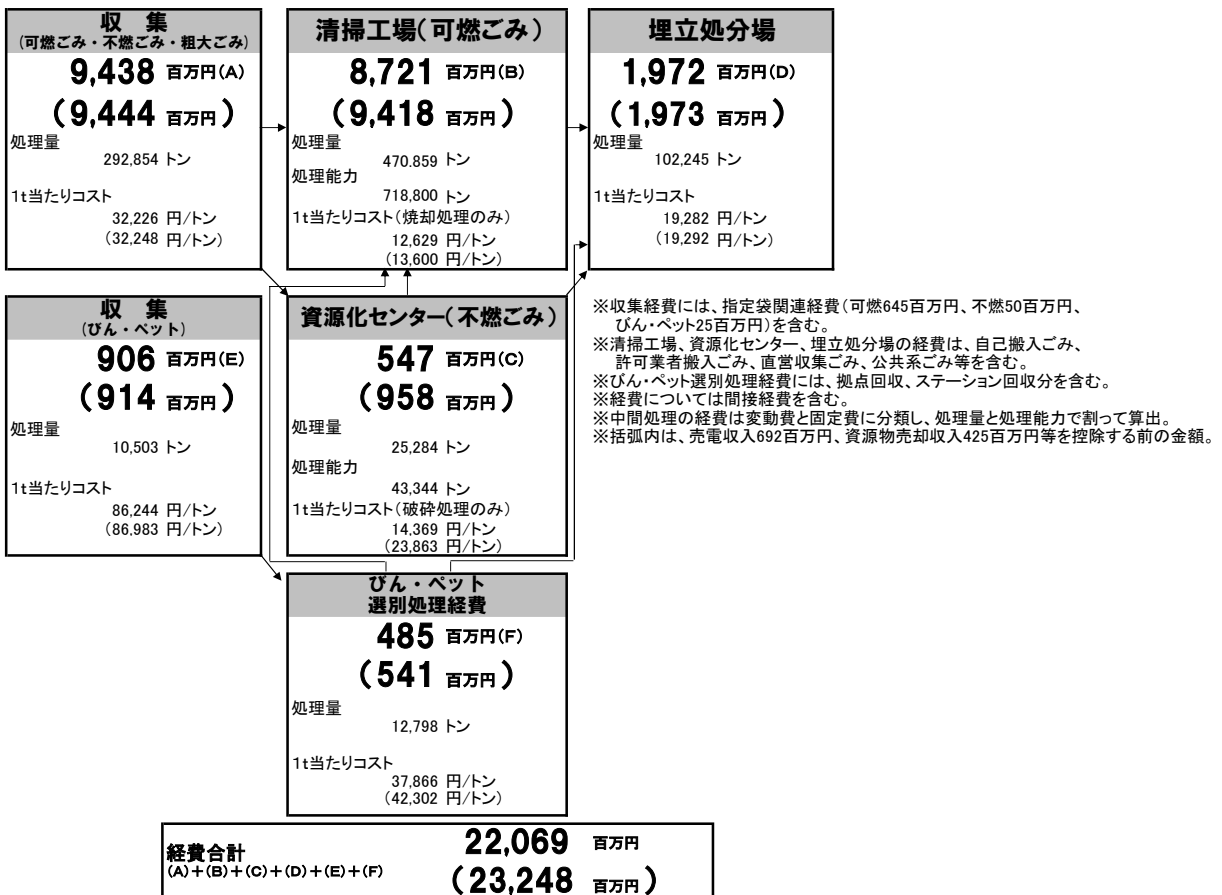 収 集
(可燃ごみ・不燃ごみ・粗大ごみ)
9,438 百万円(A)
(9,444 百万円)
処理量
292,854 トン
1t当たりコスト
32,226 円/トン
(32,248 円/トン)
清掃工場(可燃ごみ)
8,721 百万円(B)
(9,418 百万円)
処理量
470.859 トン
処理能力
718,800 トン
1t当たりコスト(焼却処理のみ)
12,629 円/トン
(13,600 円/トン)
埋立処分場
1,972 百万円(D)
(1,973 百万円)
処理量
102,245 トン
1t当たりコスト
19,282 円/トン
(19,292 円/トン)
収 集
(びん・ペット)
906 百万円(E)
(914 百万円)
処理量
10,503 トン
1t当たりコスト
86,244 円/トン
(86,983 円/トン)
資源化センター(不燃ごみ)
547 百万円(C)
(958 百万円)
処理量
25,284 トン
処理能力
43,344 トン
1t当たりコスト(破砕処理のみ)
14,369 円/トン
(23,863 円/トン)
※収集経費には、指定袋関連経費(可燃645百万円、不燃50百万円、
びん・ペット25百万円)を含む。
※清掃工場、資源化センター、埋立処分場の経費は、自己搬入ごみ、
許可業者搬入ごみ、直営収集ごみ、公共系ごみ等を含む。
※びん・ペット選別処理経費には、拠点回収、ステーション回収分を含む。
※経費については間接経費を含む。
※中間処理の経費は変動費と固定費に分類し、処理量と処理能力で割って算出。
※括弧内は、売電収入692百万円、資源物売却収入425百万円等を控除する前の金額。
びん・ペット
選別処理経費
485 百万円(F)
(541 百万円)
処理量
12,798 トン
1t当たりコスト
37,866 円/トン
(42,302 円/トン)
経費合計
(A)+(B)+(C)+(D)+(E)+(F)
22,069 百万円
(23,248 百万円)